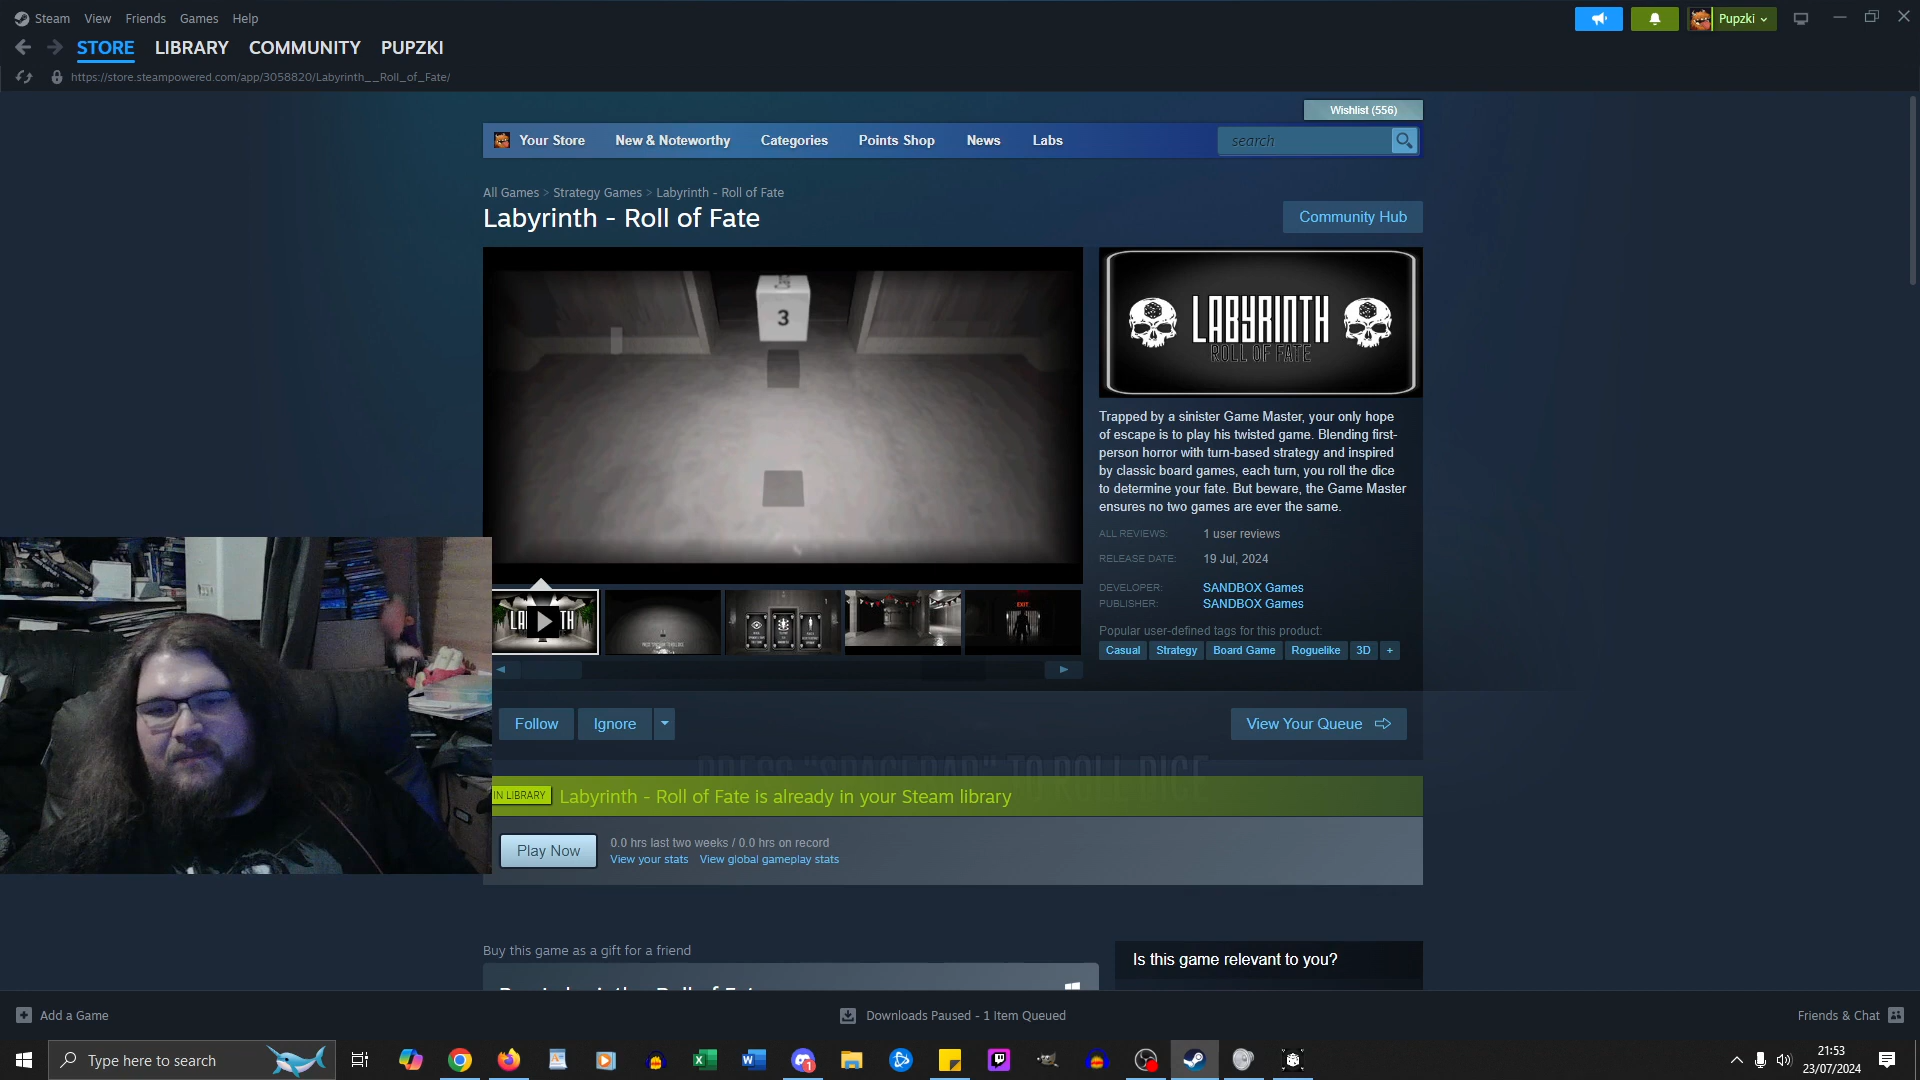 Steam View Friends Games Help
Pupzki
STORE LIBRARY COMMUNITY PUPZKI
https://store.steampowered.com/app/3058820/Labyrinth__Roll_of_Fate/
Wishlist (556)
Your Store New & Noteworthy Categories Points Shop News Labs search
All Games > Strategy Games > Labyrinth - Roll of Fate
Labyrinth - Roll of Fate
Community Hub
3
LABYRINTH
ROLL OF FATE
Trapped by a sinister Game Master, your only hope
of escape is to play his twisted game. Blending first-
person horror with turn-based strategy and inspired
by classic board games, each turn, you roll the dice
to determine your fate. But beware, the Game Master
ensures no two games are ever the same.
ALL REVIEWS: 1 user reviews
RELEASE DATE: 19 Jul, 2024
DEVELOPER: SANDBOX Games
PUBLISHER: SANDBOX Games
Popular user-defined tags for this product:
Casual Strategy Board Game Roguelike 3D +
EXIT
Follow Ignore
View Your Queue
PRESS "SPACEBAR" TO ROLL DICE
IN LIBRARY Labyrinth - Roll of Fate is already in your Steam library
Play Now
0.0 hrs last two weeks / 0.0 hrs on record
View your stats View global gameplay stats
Buy this game as a gift for a friend
Is this game relevant to you?
Add a Game
Downloads Paused - 1 Item Queued
Friends & Chat
Type here to search
21:53
23/07/2024